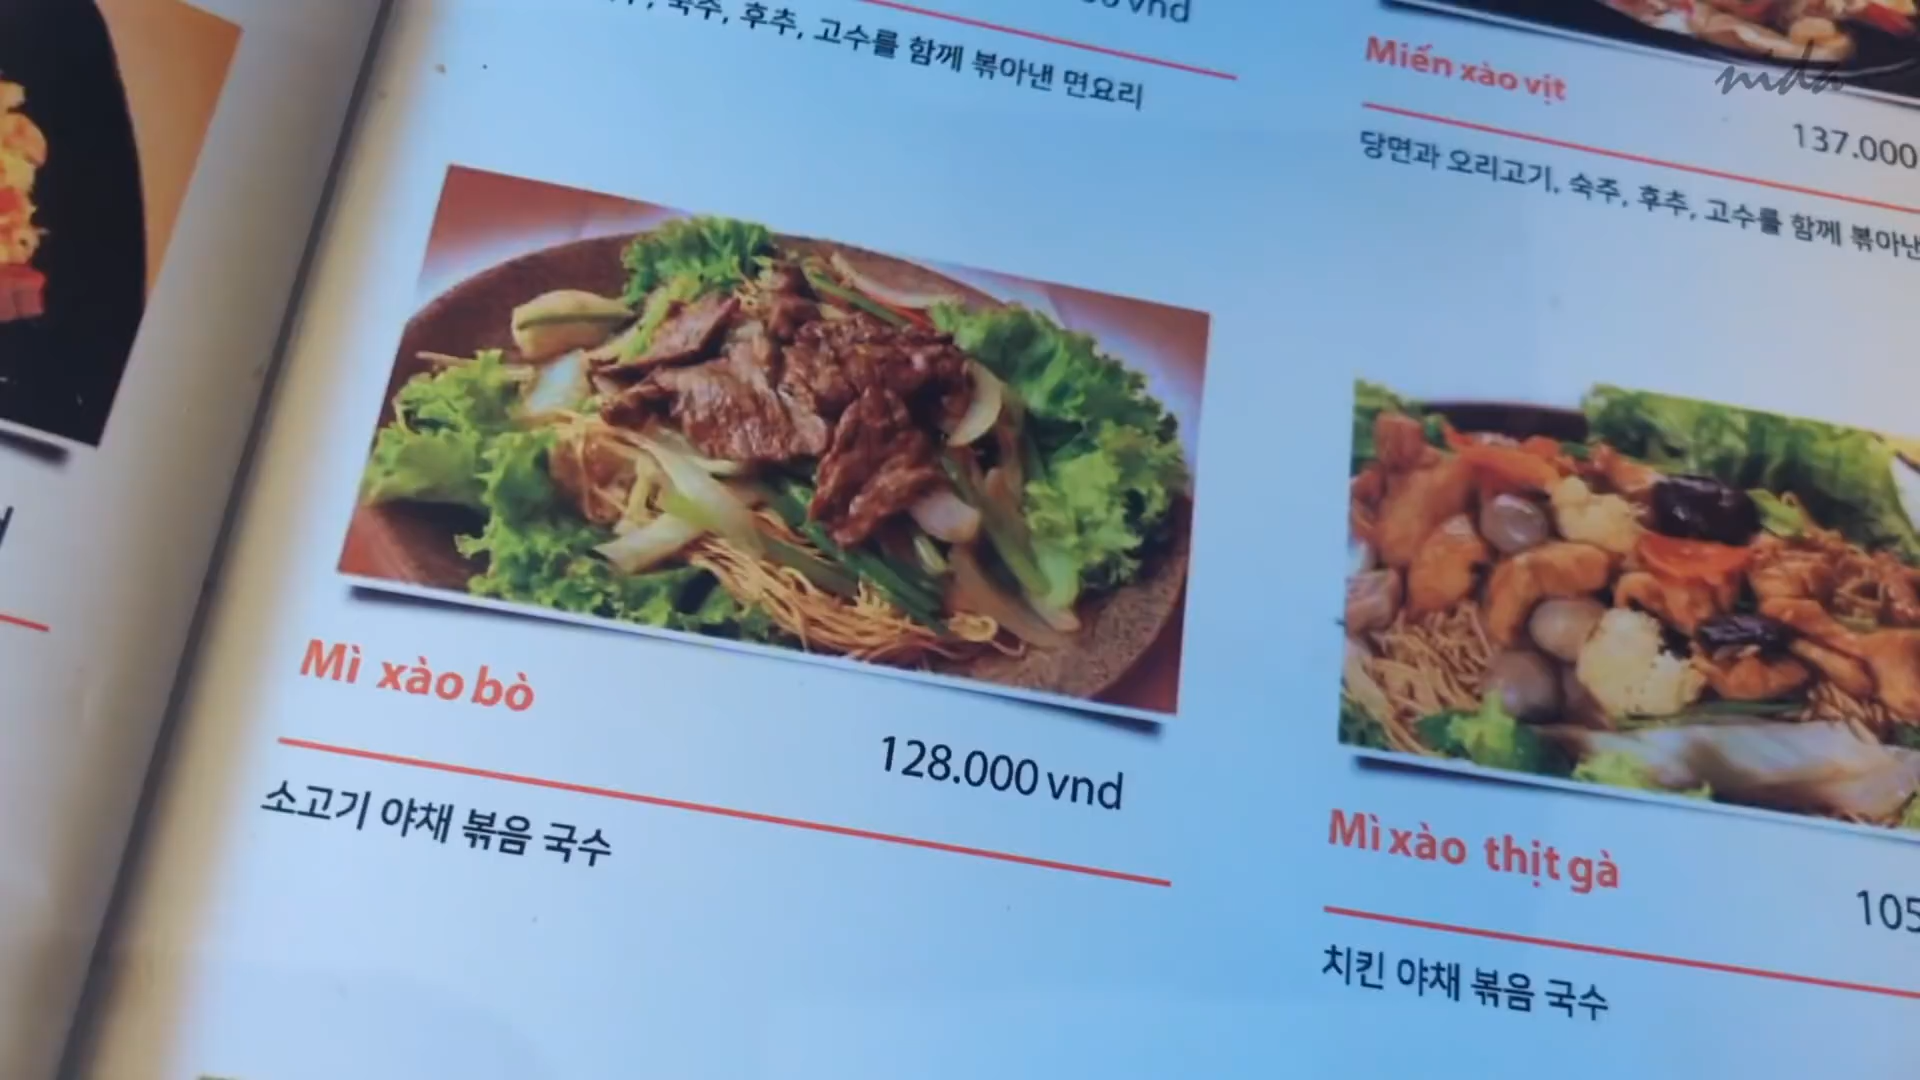 숙주, 후추, 고수를 함께 볶아낸 면요리
Mì xào bò
128.000 vnd
소고기 야채 볶음 국수
Miến xào vịt
137.000
당면과 오리고기, 숙주, 후추, 고수를 함께 볶아낸
Mì xào thịt gà
105
치킨 야채 볶음 국수
nida